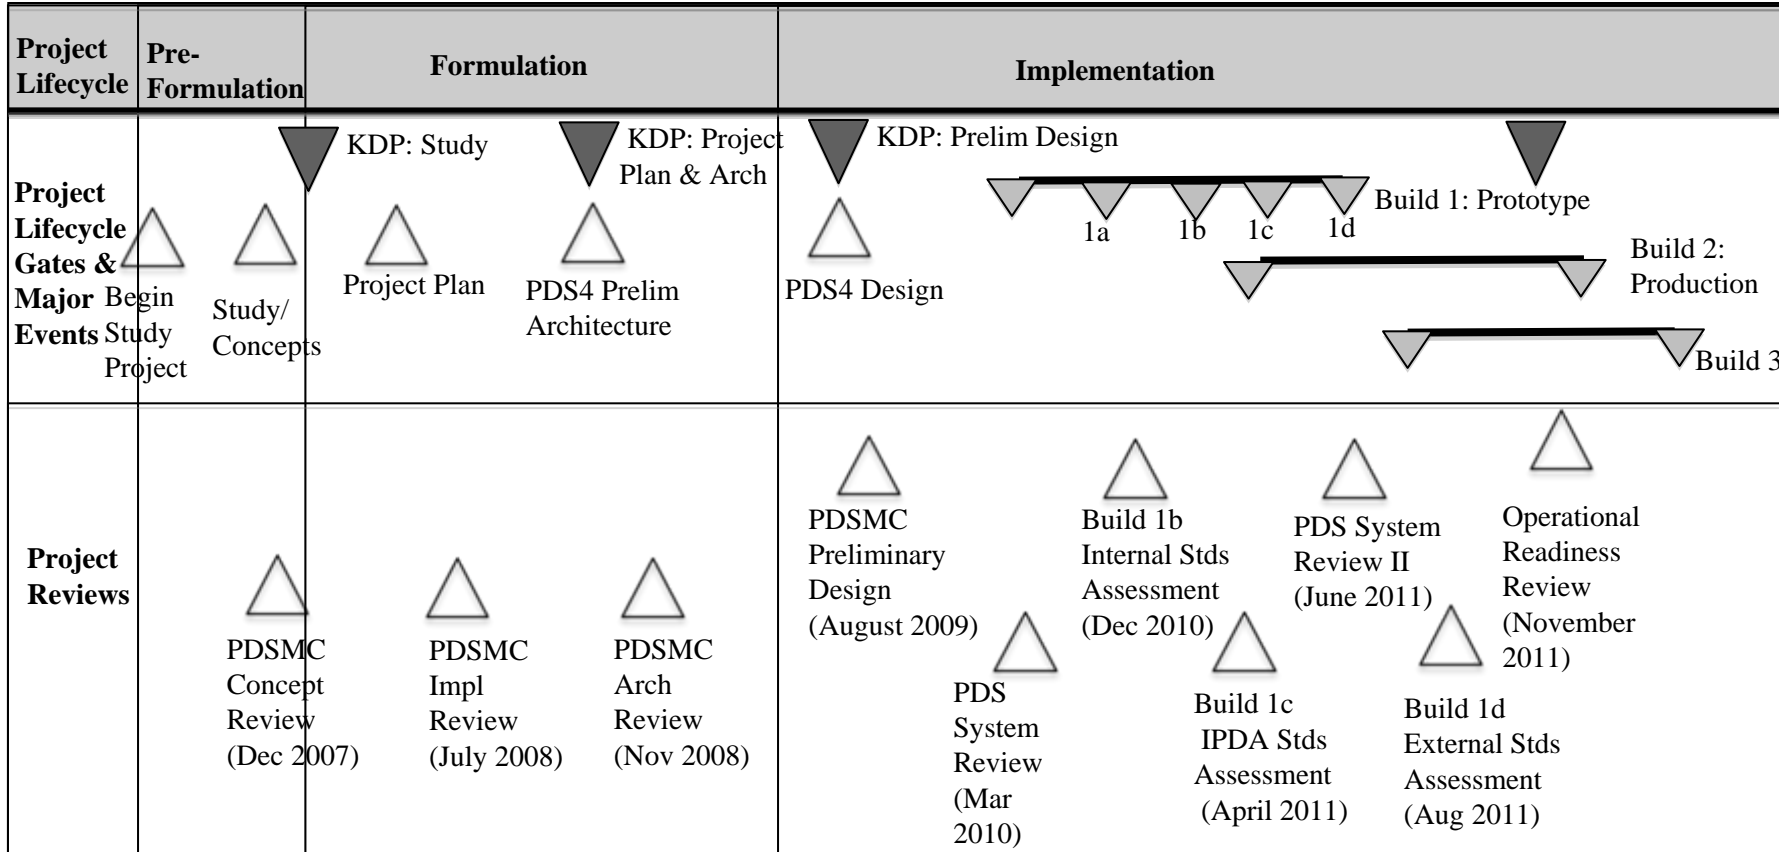 Project
Lifecycle
Pre-
Formulation
Formulation
Implementation
Project
Lifecycle
Gates &
Major
Events
KDP: Study
KDP: Project
Plan & Arch
KDP: Prelim Design
Begin
Study
Project
Study/
Concepts
Project Plan
PDS4 Prelim
Architecture
PDS4 Design
1a
1b
1c
1d
Build 1: Prototype
Build 2:
Production
Build 3
Project
Reviews
PDSMC
Concept
Review
(Dec 2007)
PDSMC
Impl
Review
(July 2008)
PDSMC
Arch
Review
(Nov 2008)
PDSMC
Preliminary
Design
(August 2009)
PDS
System
Review
(Mar
2010)
Build 1b
Internal Stds
Assessment
(Dec 2010)
Build 1c
IPDA Stds
Assessment
(April 2011)
PDS System
Review II
(June 2011)
Build 1d
External Stds
Assessment
(Aug 2011)
Operational
Readiness
Review
(November
2011)